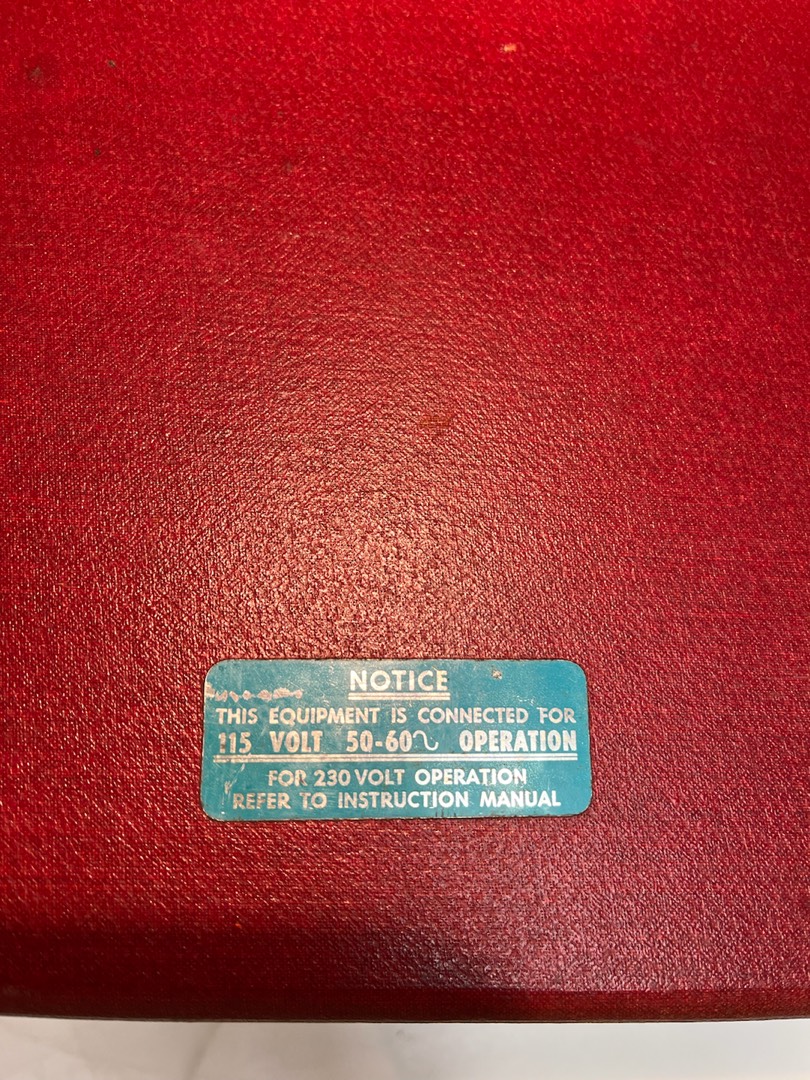 NOTICE
THIS EQUIPMENT IS CONNECTED FOR
115 VOLT 50-60∿ OPERATION
FOR 230 VOLT OPERATION
REFER TO INSTRUCTION MANUAL